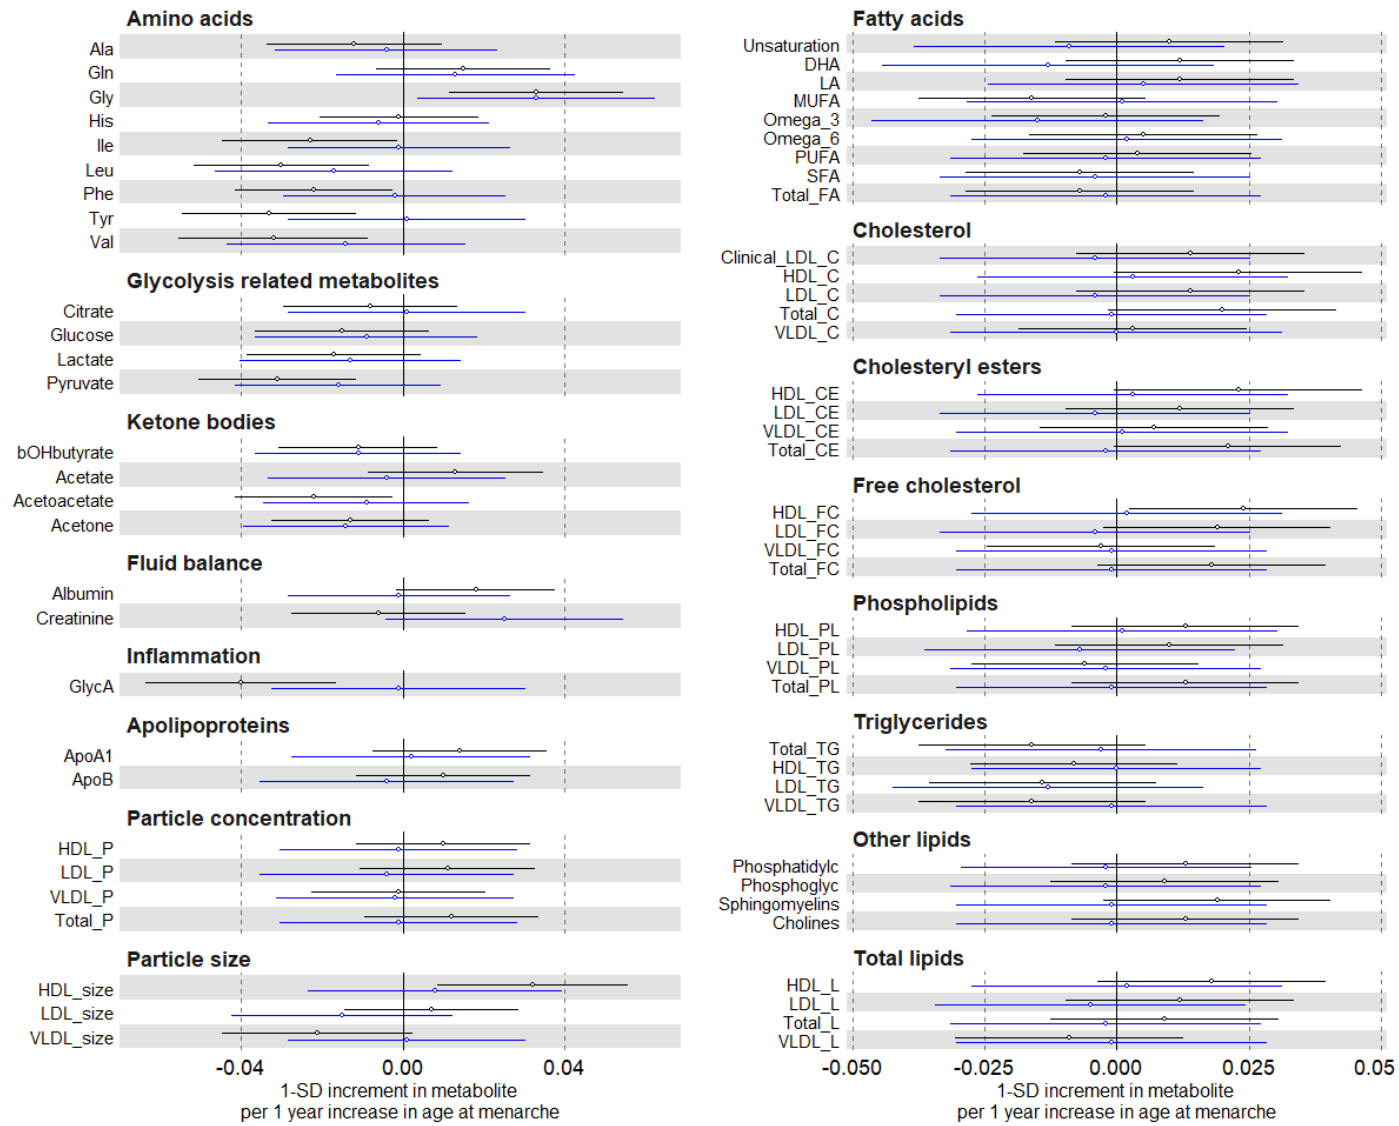 Amino acids
Ala
Gln
Gly
His
Ile
Leu
Phe
Tyr
Val
Glycolysis related metabolites
Citrate
Glucose
Lactate
Pyruvate
Ketone bodies
bOHbutyrate
Acetate
Acetoacetate
Acetone
Fluid balance
Albumin
Creatinine
Inflammation
GlycA
Apolipoproteins
ApoA1
ApoB
Particle concentration
HDL_P
LDL_P
VLDL_P
Total_P
Particle size
HDL_size
LDL_size
VLDL_size
-0.04 0.00 0.04
1-SD increment in metabolite
per 1 year increase in age at menarche
Fatty acids
Unsaturation
DHA
LA
MUFA
Omega_3
Omega_6
PUFA
SFA
Total_FA
Cholesterol
Clinical_LDL_C
HDL_C
LDL_C
Total_C
VLDL_C
Cholesteryl esters
HDL_CE
LDL_CE
VLDL_CE
Total_CE
Free cholesterol
HDL_FC
LDL_FC
VLDL_FC
Total_FC
Phospholipids
HDL_PL
LDL_PL
VLDL_PL
Total_PL
Triglycerides
Total_TG
HDL_TG
LDL_TG
VLDL_TG
Other lipids
Phosphatidylc
Phosphoglyc
Sphingomyelins
Cholines
Total lipids
HDL_L
LDL_L
Total_L
VLDL_L
-0.050 -0.025 0.000 0.025 0.05
1-SD increment in metabolite
per 1 year increase in age at menarche